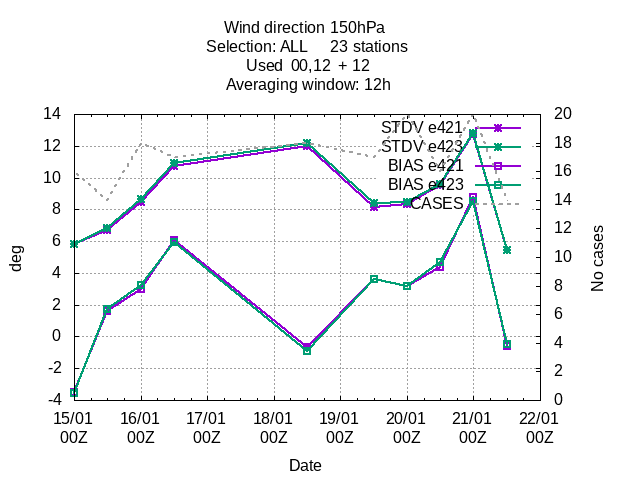 Wind direction 150hPa
Selection: ALL 23 stations
Used 00,12 + 12
Averaging window: 12h
14
12
10
8
6
4
2
0
-2
-4
20
18
16
14
12
10
8
6
4
2
0
STDV e421
STDV e423
BIAS e421
BIAS e423
CASES
deg
No cases
15/01 16/01 17/01 18/01 19/01 20/01 21/01 22/01
00Z 00Z 00Z 00Z 00Z 00Z 00Z 00Z
Date